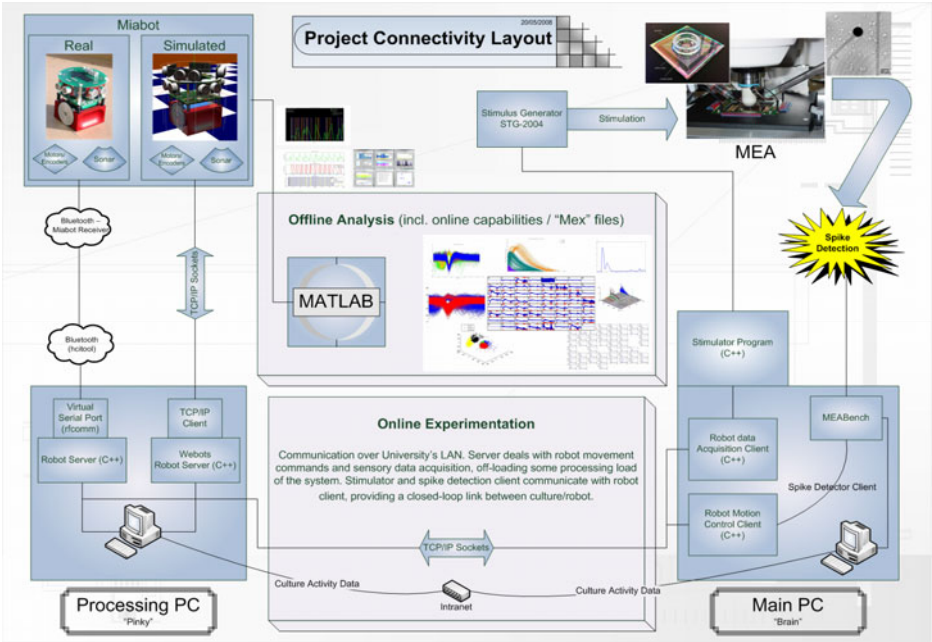 20/05/2008
Project Connectivity Layout
Miabot
Real
Simulated
Motors/
Encoders
Sonar
Motors/
Encoders
Sonar
Stimulus Generator
STG-2004
Stimulation
MEA
Bluetooth –
Miabot Receiver
TCP/IP Sockets
Bluetooth
(hcitool)
Offline Analysis (incl. online capabilities / “Mex” files)
MATLAB
Spike
Detection
Stimulator Program
(C++)
Virtual
Serial Port
(rfcomm)
TCP/IP
Client
Robot Server (C++)
Webots
Robot Server (C++)
Online Experimentation
Communication over University’s LAN. Server deals with robot movement
commands and sensory data acquisition, off-loading some processing load
of the system. Stimulator and spike detection client communicate with robot
client, providing a closed-loop link between culture/robot.
MEABench
Robot data
Acquisition Client
(C++)
Spike Detector Client
Robot Motion
Control Client
(C++)
TCP/IP Sockets
Culture Activity Data
Intranet
Culture Activity Data
Processing PC
“Pinky”
Main PC
“Brain”